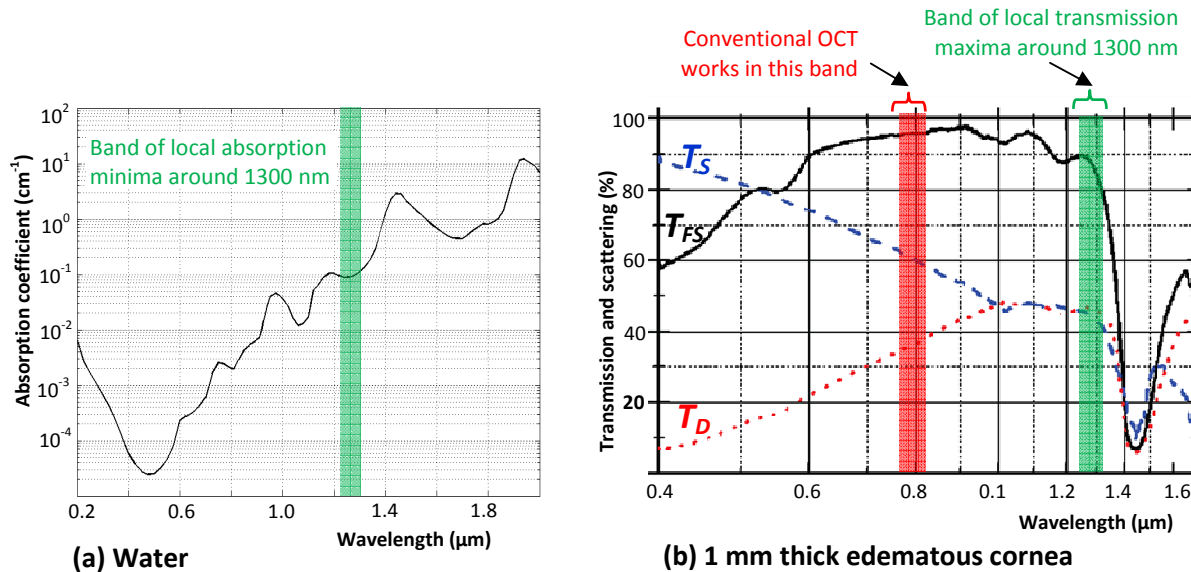 Band of local absorption
minima around 1300 nm
Absorption coefficient (cm⁻¹)
10²
10¹
10⁰
10⁻¹
10⁻²
10⁻³
10⁻⁴
0.2 0.6 1.0 1.4 1.8
Wavelength (µm)
(a) Water
Conventional OCT
works in this band
Band of local transmission
maxima around 1300 nm
Transmission and scattering (%)
100
80
60
40
20
T_S
T_FS
T_D
0.4 0.6 0.8 0.1 1.2 1.4 1.6
Wavelength (µm)
(b) 1 mm thick edematous cornea